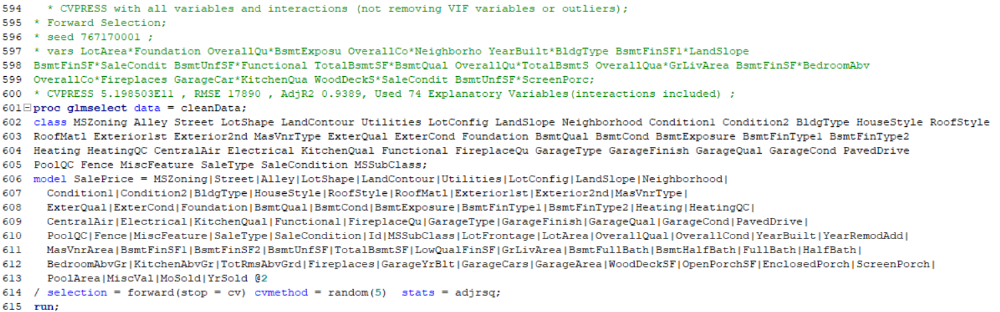 594 * CVPRESS with all variables and interactions (not removing VIF variables or outliers);
595 * Forward Selection;
596 * seed 767170001 ;
597 * vars LotArea*Foundation OverallQu*BsmtExposu OverallCo*Neighborho YearBuilt*BldgType BsmtFinSF1*LandSlope
598 BsmtFinSF*SaleCondit BsmtUnfSF*Functional TotalBsmtSF*BsmtQual OverallQu*TotalBsmtS OverallQua*GrLivArea BsmtFinSF*BedroomAbv
599 OverallCo*Fireplaces GarageCar*KitchenQua WoodDeckS*SaleCondit BsmtUnfSF*ScreenPorc;
600 * CVPRESS 5.198503E11 , RMSE 17890 , AdjR2 0.9389, Used 74 Explanatory Variables(interactions included) ;
601 proc glmselect data = cleanData;
602 class MSZoning Alley Street LotShape LandContour Utilities LotConfig LandSlope Neighborhood Condition1 Condition2 BldgType HouseStyle RoofStyle
603 RoofMatl Exterior1st Exterior2nd MasVnrType ExterQual ExterCond Foundation BsmtQual BsmtCond BsmtExposure BsmtFinType1 BsmtFinType2
604 Heating HeatingQC CentralAir Electrical KitchenQual Functional FireplaceQu GarageType GarageFinish GarageQual GarageCond PavedDrive
605 PoolQC Fence MiscFeature SaleType SaleCondition MSSubClass;
606 model SalePrice = MSZoning|Street|Alley|LotShape|LandContour|Utilities|LotConfig|LandSlope|Neighborhood|
607 Condition1|Condition2|BldgType|HouseStyle|RoofStyle|RoofMatl|Exterior1st|Exterior2nd|MasVnrType|
608 ExterQual|ExterCond|Foundation|BsmtQual|BsmtCond|BsmtExposure|BsmtFinType1|BsmtFinType2|Heating|HeatingQC|
609 CentralAir|Electrical|KitchenQual|Functional|FireplaceQu|GarageType|GarageFinish|GarageQual|GarageCond|PavedDrive|
610 PoolQC|Fence|MiscFeature|SaleType|SaleCondition|Id|MSSubClass|LotFrontage|LotArea|OverallQual|OverallCond|YearBuilt|YearRemodAdd|
611 MasVnrArea|BsmtFinSF1|BsmtFinSF2|BsmtUnfSF|TotalBsmtSF|LowQualFinSF|GrLivArea|BsmtFullBath|BsmtHalfBath|FullBath|HalfBath|
612 BedroomAbvGr|KitchenAbvGr|TotRmsAbvGrd|Fireplaces|GarageYrBlt|GarageCars|GarageArea|WoodDeckSF|OpenPorchSF|EnclosedPorch|ScreenPorch|
613 PoolArea|MiscVal|MoSold|YrSold @2
614 / selection = forward(stop = cv) cvmethod = random(5) stats = adjrsq;
615 run;